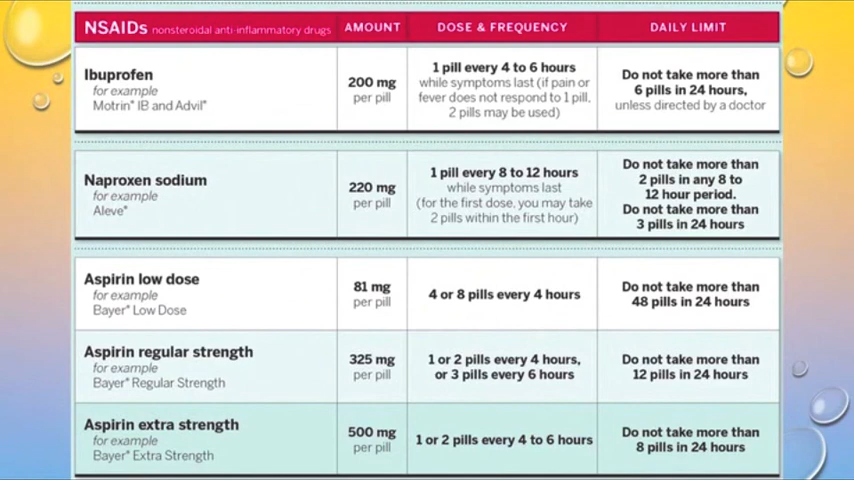 NSAIDs nonsteroidal anti-inflammatory drugs AMOUNT DOSE & FREQUENCY DAILY LIMIT
Ibuprofen
for example
Motrin® IB and Advil®
200 mg
per pill
1 pill every 4 to 6 hours
while symptoms last (if pain or
fever does not respond to 1 pill,
2 pills may be used)
Do not take more than
6 pills in 24 hours,
unless directed by a doctor
Naproxen sodium
for example
Aleve®
220 mg
per pill
1 pill every 8 to 12 hours
while symptoms last
(for the first dose, you may take
2 pills within the first hour)
Do not take more than
2 pills in any 8 to
12 hour period.
Do not take more than
3 pills in 24 hours
Aspirin low dose
for example
Bayer® Low Dose
81 mg
per pill
4 or 8 pills every 4 hours
Do not take more than
48 pills in 24 hours
Aspirin regular strength
for example
Bayer® Regular Strength
325 mg
per pill
1 or 2 pills every 4 hours,
or 3 pills every 6 hours
Do not take more than
12 pills in 24 hours
Aspirin extra strength
for example
Bayer® Extra Strength
500 mg
per pill
1 or 2 pills every 4 to 6 hours
Do not take more than
8 pills in 24 hours